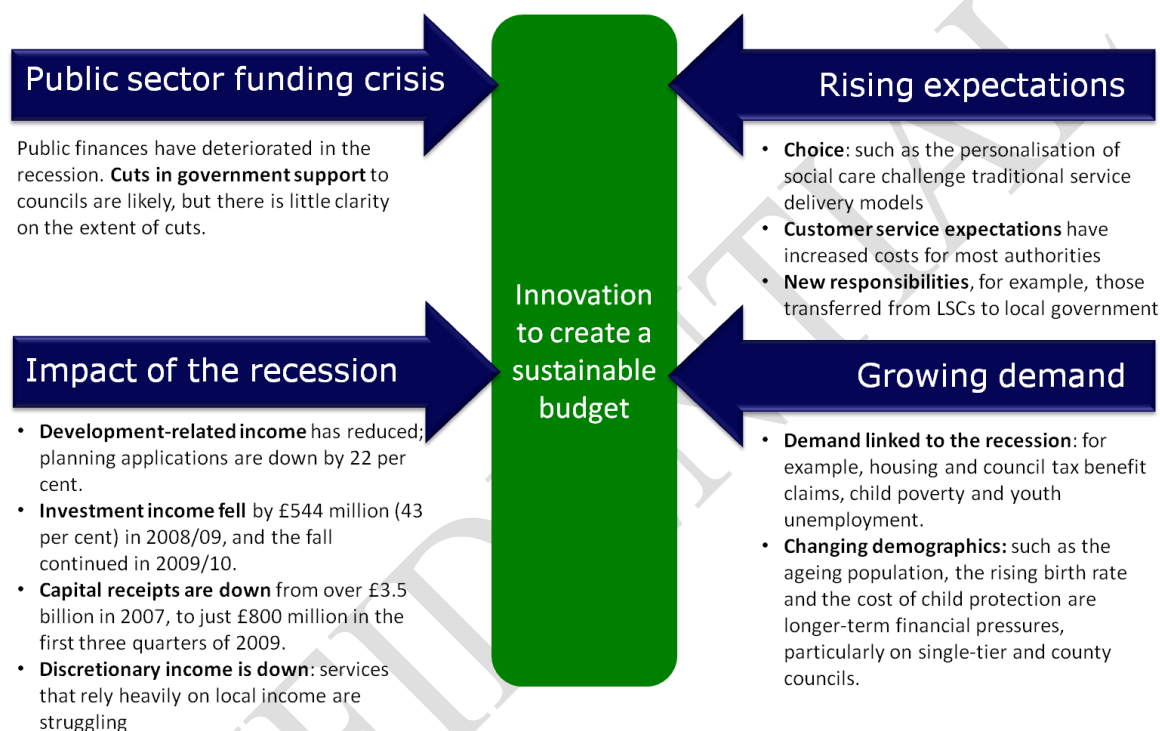 Public sector funding crisis
Public finances have deteriorated in the
recession. Cuts in government support to
councils are likely, but there is little clarity
on the extent of cuts.
Impact of the recession
• Development-related income has reduced;
planning applications are down by 22 per
cent.
• Investment income fell by £544 million (43
per cent) in 2008/09, and the fall
continued in 2009/10.
• Capital receipts are down from over £3.5
billion in 2007, to just £800 million in the
first three quarters of 2009.
• Discretionary income is down: services
that rely heavily on local income are
struggling
Innovation
to create a
sustainable
budget
Rising expectations
• Choice: such as the personalisation of
social care challenge traditional service
delivery models
• Customer service expectations have
increased costs for most authorities
• New responsibilities, for example, those
transferred from LSCs to local government
Growing demand
• Demand linked to the recession: for
example, housing and council tax benefit
claims, child poverty and youth
unemployment.
• Changing demographics: such as the
ageing population, the rising birth rate
and the cost of child protection are
longer-term financial pressures,
particularly on single-tier and county
councils.